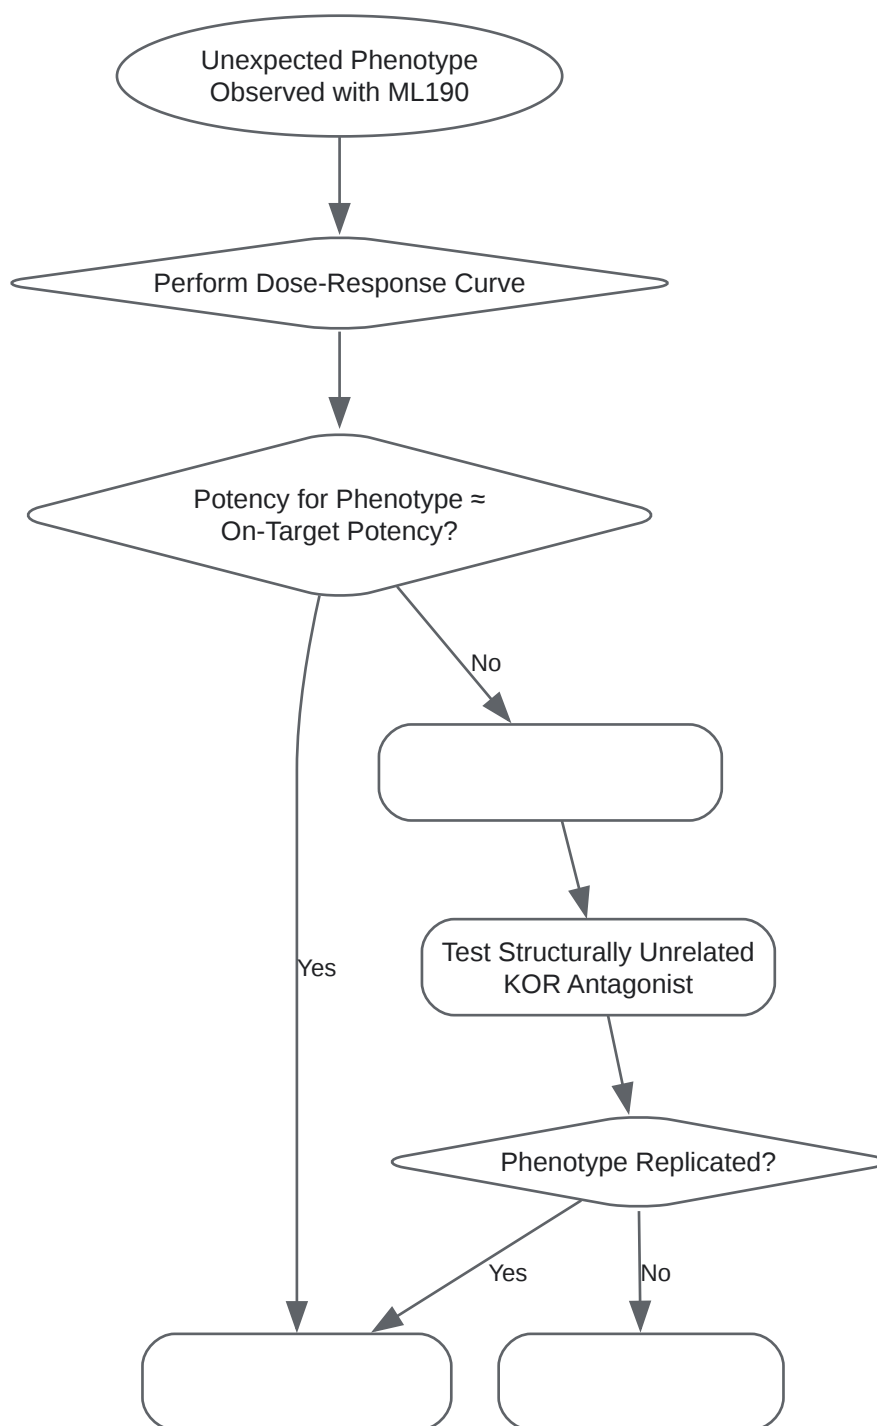 Unexpected Phenotype
Observed with ML190
Perform Dose-Response Curve
Potency for Phenotype ≈
On-Target Potency?
No
Yes
Test Structurally Unrelated
KOR Antagonist
Phenotype Replicated?
Yes
No